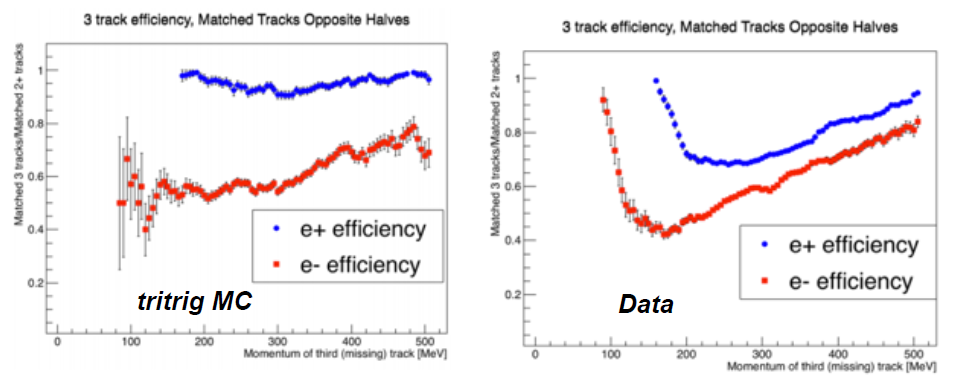 3 track efficiency, Matched Tracks Opposite Halves
Matched 3 tracks/Matched 2+ tracks
1
0.8
0.6
0.4
0.2
e+ efficiency
e- efficiency
tritrig MC
0 100 200 300 400 500
Momentum of third (missing) track [MeV]
3 track efficiency, Matched Tracks Opposite Halves
Matched 3 tracks/Matched 2+ tracks
1
0.8
0.6
0.4
0.2
e+ efficiency
e- efficiency
Data
0 100 200 300 400 500
Momentum of third (missing) track [MeV]